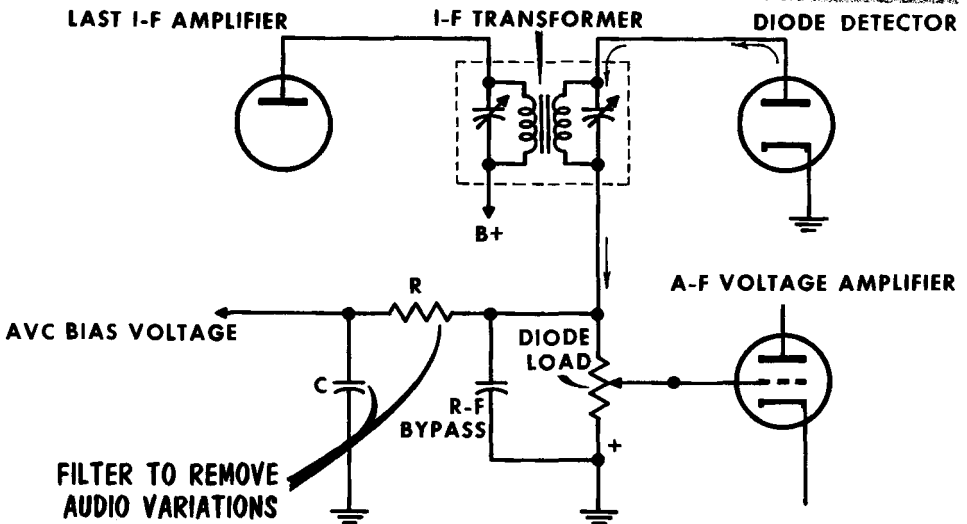 LAST I-F AMPLIFIER
I-F TRANSFORMER
DIODE DETECTOR
B+
A-F VOLTAGE AMPLIFIER
R
AVC BIAS VOLTAGE
DIODE
LOAD
C
R-F
BYPASS
+
FILTER TO REMOVE
AUDIO VARIATIONS